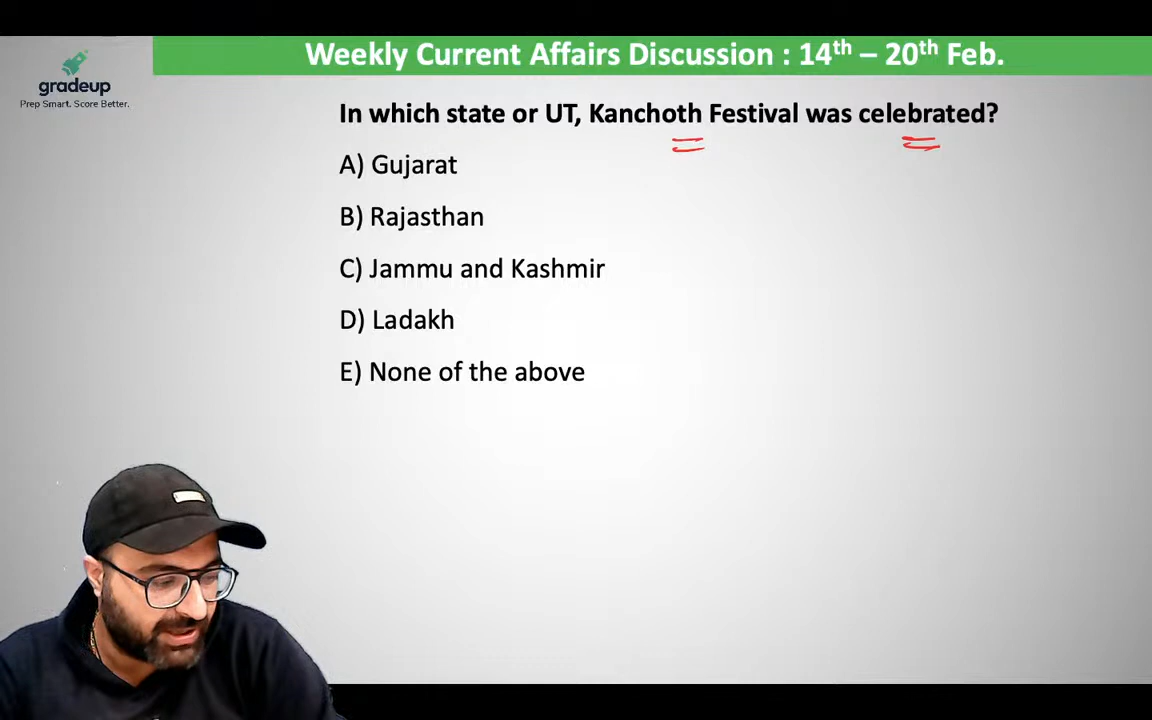 Weekly Current Affairs Discussion : 14th – 20th Feb.
gradeup
Prep Smart. Score Better.
In which state or UT, Kanchoth Festival was celebrated?
A) Gujarat
B) Rajasthan
C) Jammu and Kashmir
D) Ladakh
E) None of the above